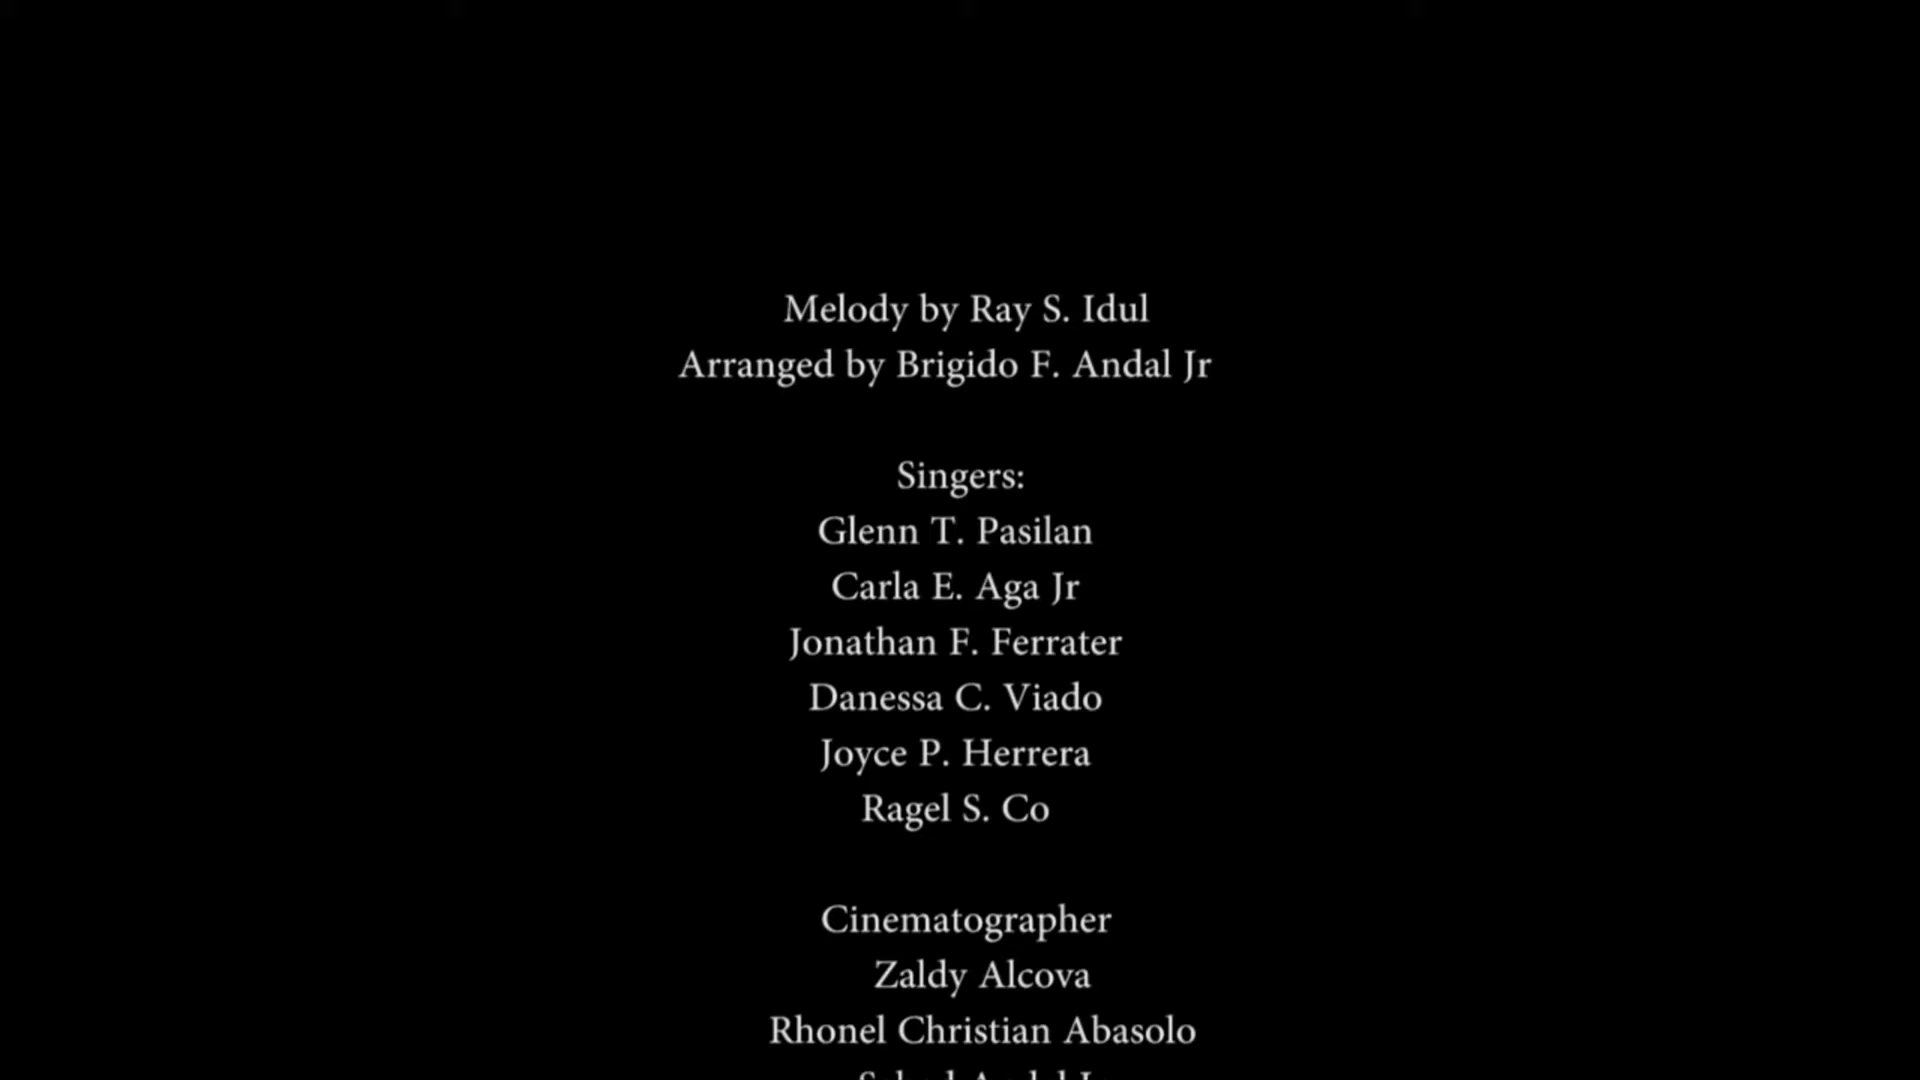 Melody by Ray S. Idul
Arranged by Brigido F. Andal Jr
Singers:
Glenn T. Pasilan
Carla E. Aga Jr
Jonathan F. Ferrater
Danessa C. Viado
Joyce P. Herrera
Ragel S. Co
Cinematographer
Zaldy Alcova
Rhonel Christian Abasolo